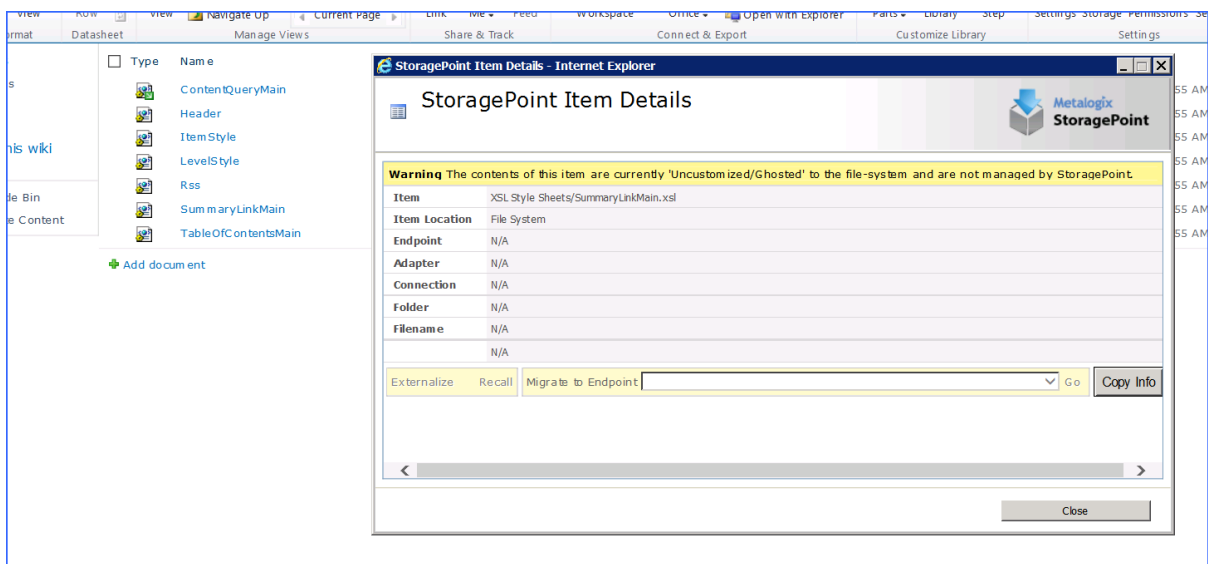 View Row View Navigate Up Current Page Link Me Feed Workspace Office Open with Explorer Parts Library Step Settings Storage Permissions Se
ormat Datasheet Manage Views Share & Track Connect & Export Customize Library Settings
Type Name
s
ContentQueryMain
Header
ItemStyle
his wiki
LevelStyle
Rss
de Bin
SummaryLinkMain
e Content
TableOfContentsMain
Add document
StoragePoint Item Details - Internet Explorer
StoragePoint Item Details
Metalogix
StoragePoint
Warning The contents of this item are currently 'Uncustomized/Ghosted' to the file-system and are not managed by StoragePoint.
Item XSL Style Sheets/SummaryLinkMain.xsl
Item Location File System
Endpoint N/A
Adapter N/A
Connection N/A
Folder N/A
Filename N/A
N/A
Externalize Recall Migrate to Endpoint Go Copy Info
Close
55 AM
55 AM
55 AM
55 AM
55 AM
55 AM
55 AM